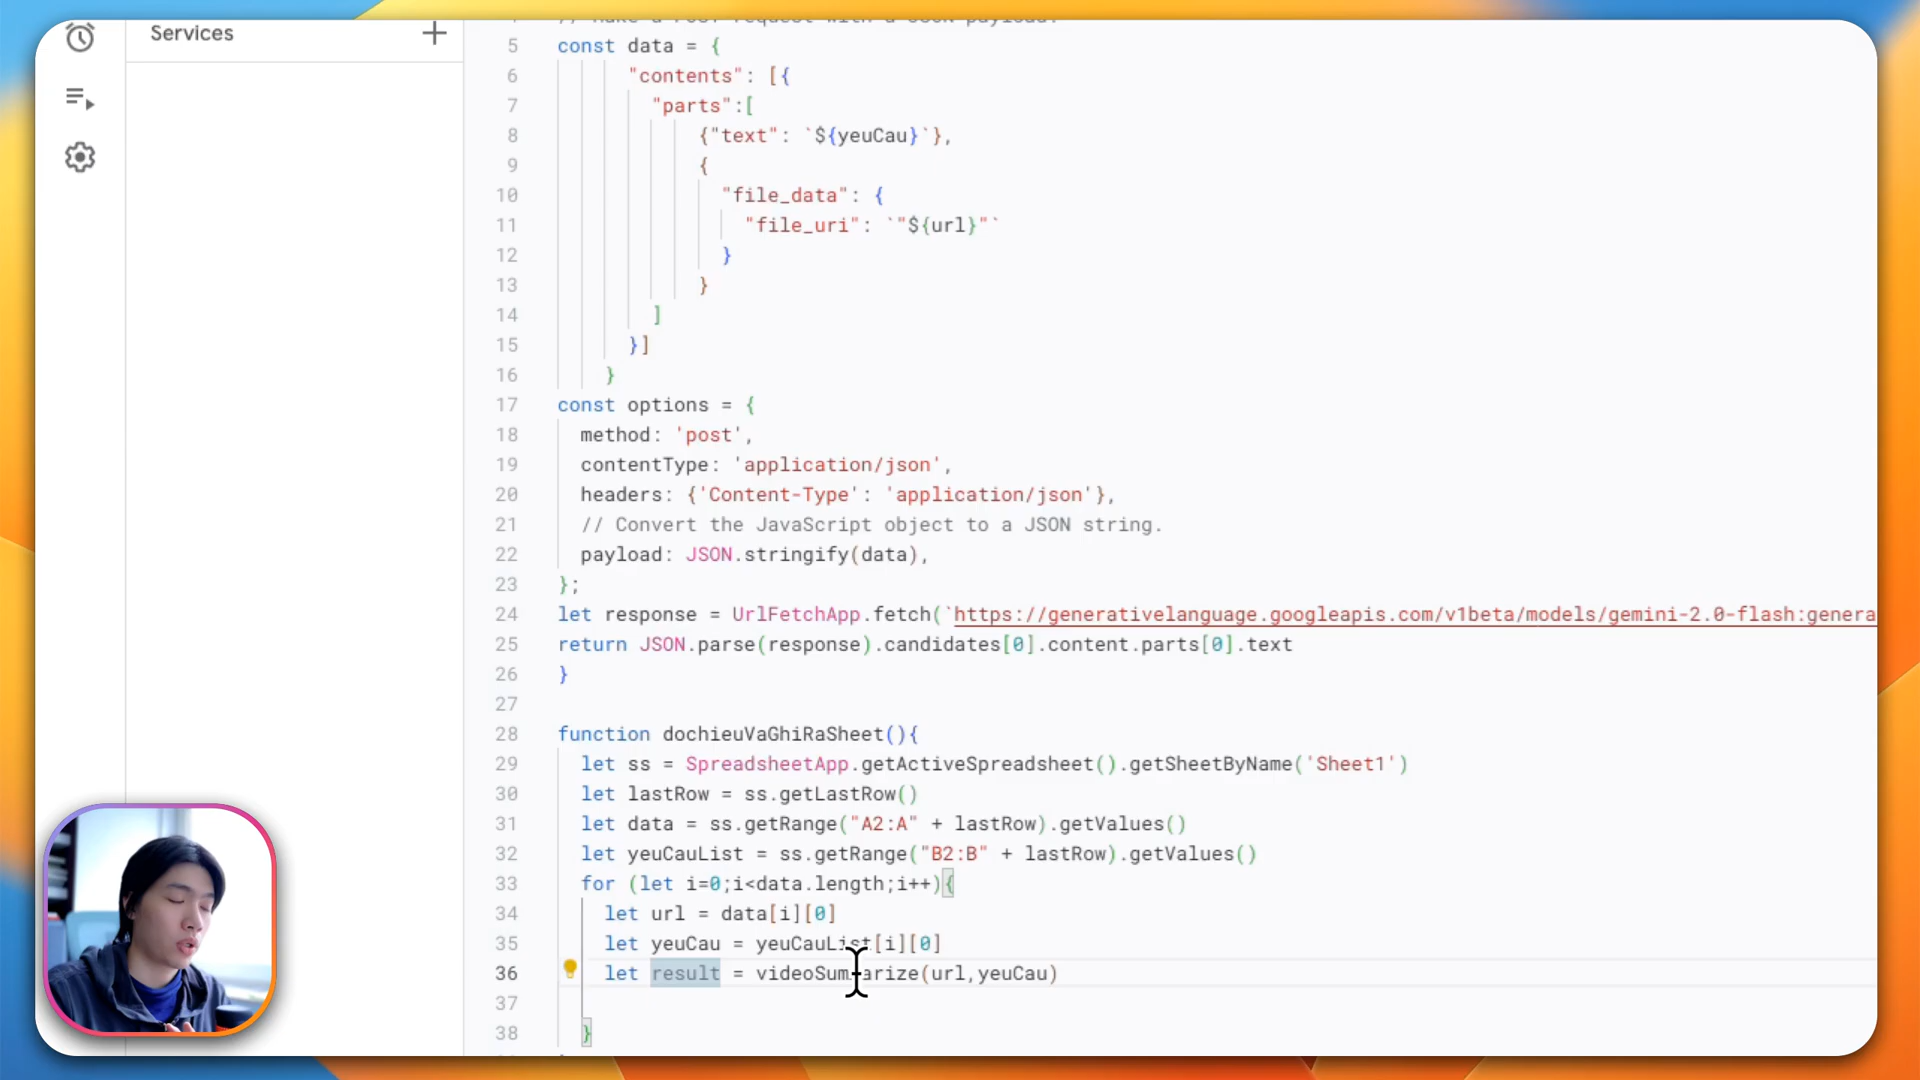 Services
// Make a POST request with a JSON payload.
5 const data = {
6 "contents": [{
7 "parts":[
8 {"text": `${yeuCau}`},
9 {
10 "file_data": {
11 "file_uri": `"${url}"`
12 }
13 }
14 ]
15 }]
16 }
17 const options = {
18 method: 'post',
19 contentType: 'application/json',
20 headers: {'Content-Type': 'application/json'},
21 // Convert the JavaScript object to a JSON string.
22 payload: JSON.stringify(data),
23 };
24 let response = UrlFetchApp.fetch(`https://generativelanguage.googleapis.com/v1beta/models/gemini-2.0-flash:genera
25 return JSON.parse(response).candidates[0].content.parts[0].text
26 }
27
28 function dochieuVaGhiRaSheet(){
29 let ss = SpreadsheetApp.getActiveSpreadsheet().getSheetByName('Sheet1')
30 let lastRow = ss.getLastRow()
31 let data = ss.getRange("A2:A" + lastRow).getValues()
32 let yeuCauList = ss.getRange("B2:B" + lastRow).getValues()
33 for (let i=0;i<data.length;i++){
34 let url = data[i][0]
35 let yeuCau = yeuCauList[i][0]
36 let result = videoSummarize(url,yeuCau)
37
38 }